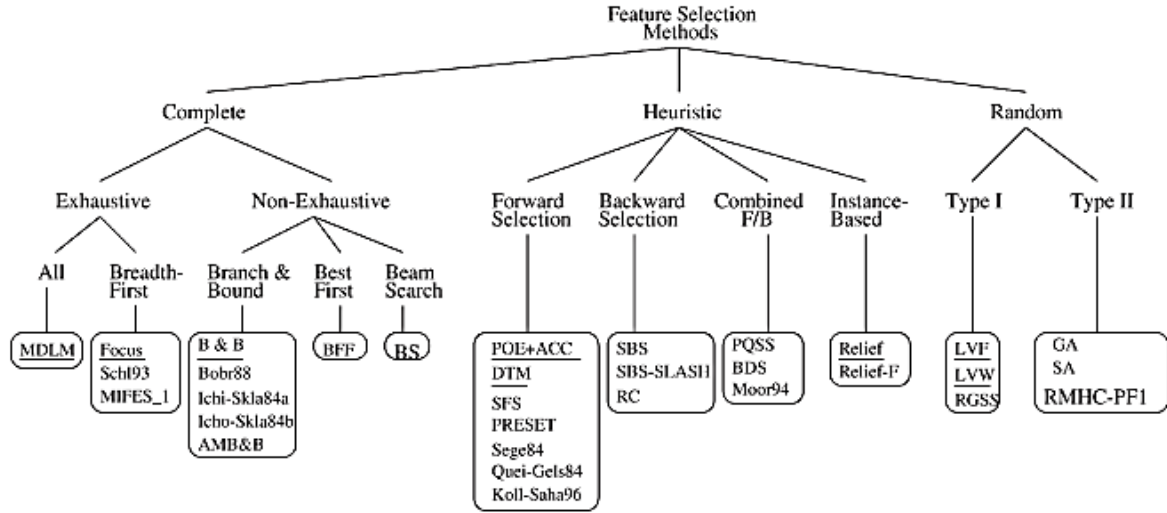 Feature Selection
Methods
Complete
Heuristic
Random
Exhaustive
Non-Exhaustive
Forward
Selection
Backward
Selection
Combined
F/B
Instance-
Based
Type I
Type II
All
Breadth-
First
Branch &
Bound
Best
First
Beam
Search
MDLM
Focus
Schl93
MIFES_1
B & B
Bobr88
Ichi-Skla84a
Icho-Skla84b
AMB&B
BFF
BS
POE+ACC
DTM
SFS
PRESET
Sege84
Quei-Gels84
Koll-Saha96
SBS
SBS-SLASH
RC
PQSS
BDS
Moor94
Relief
Relief-F
LVF
LVW
RGSS
GA
SA
RMHC-PF1